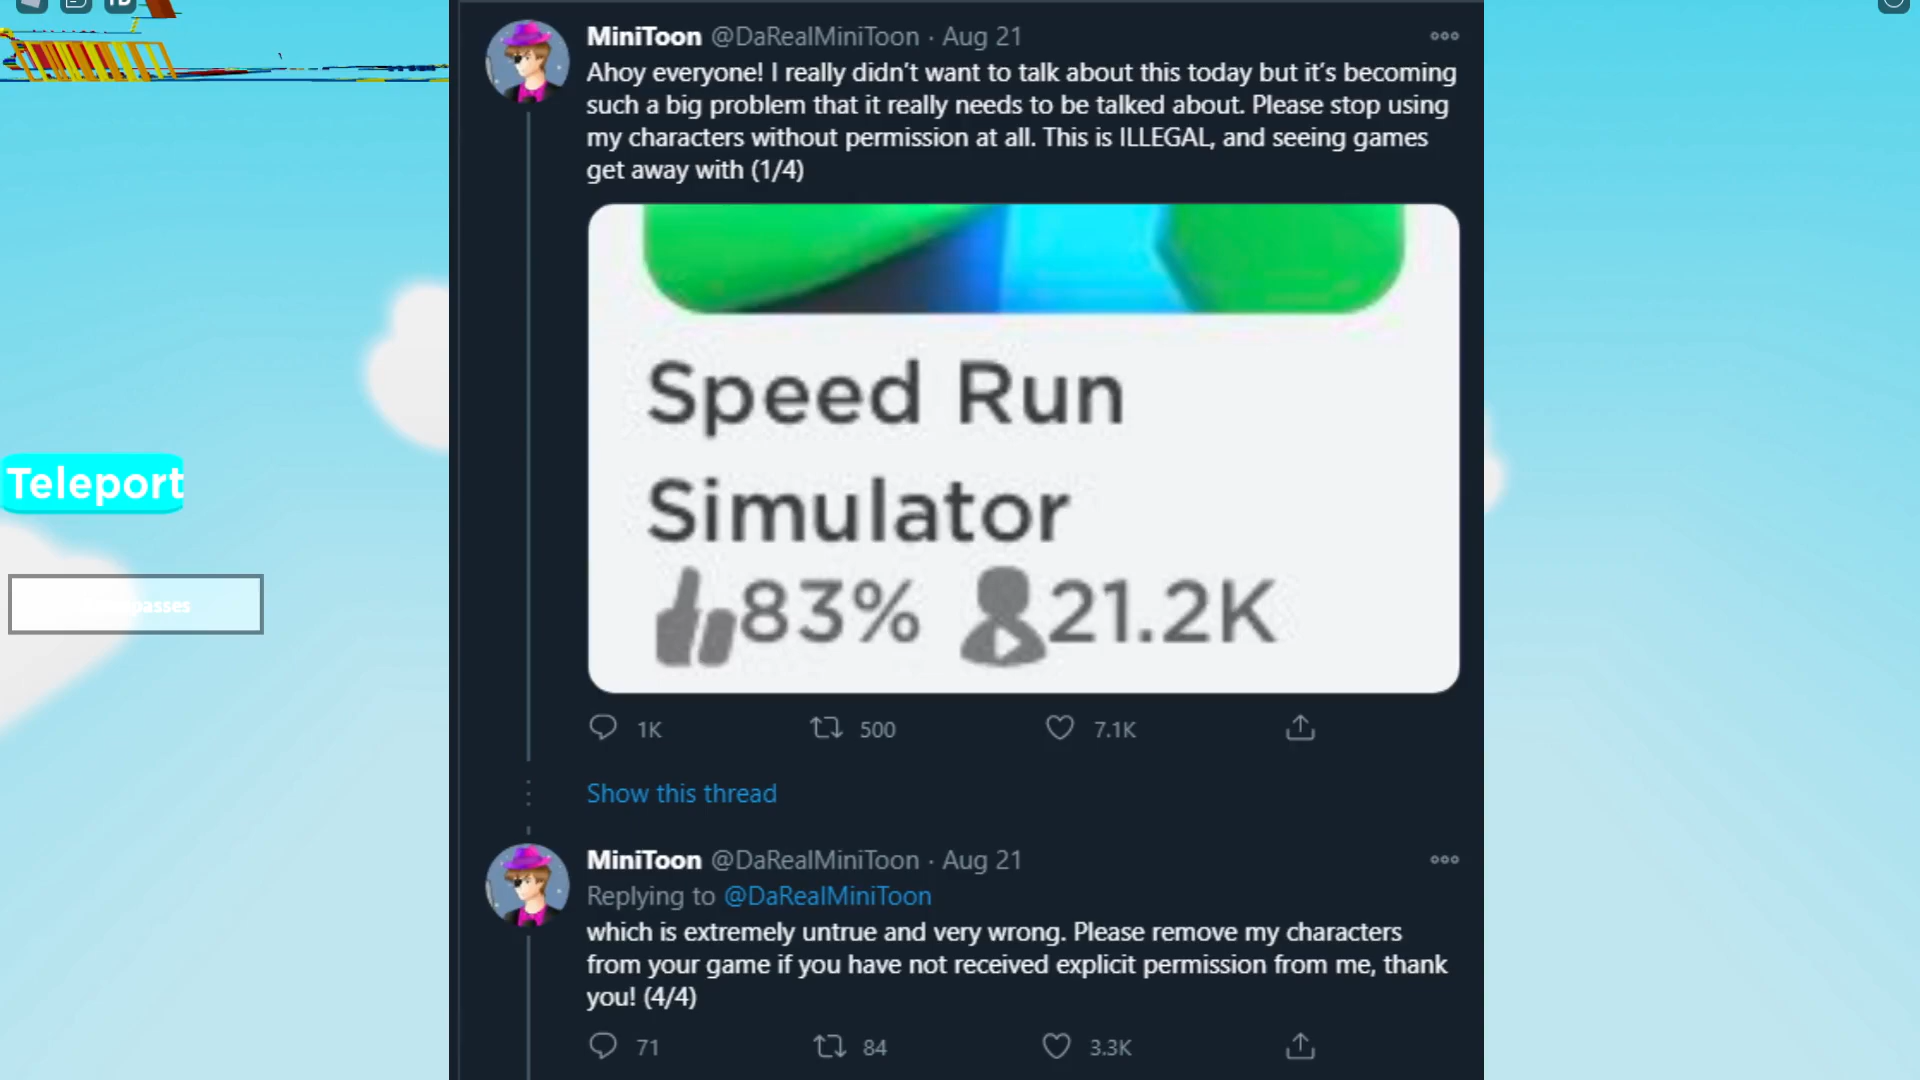 MiniToon @DaRealMiniToon · Aug 21
Ahoy everyone! I really didn't want to talk about this today but it's becoming
such a big problem that it really needs to be talked about. Please stop using
my characters without permission at all. This is ILLEGAL, and seeing games
get away with (1/4)
Speed Run
Simulator
83% 21.2K
1K 500 7.1K
Show this thread
MiniToon @DaRealMiniToon · Aug 21
Replying to @DaRealMiniToon
which is extremely untrue and very wrong. Please remove my characters
from your game if you have not received explicit permission from me, thank
you! (4/4)
71 84 3.3K
Teleport